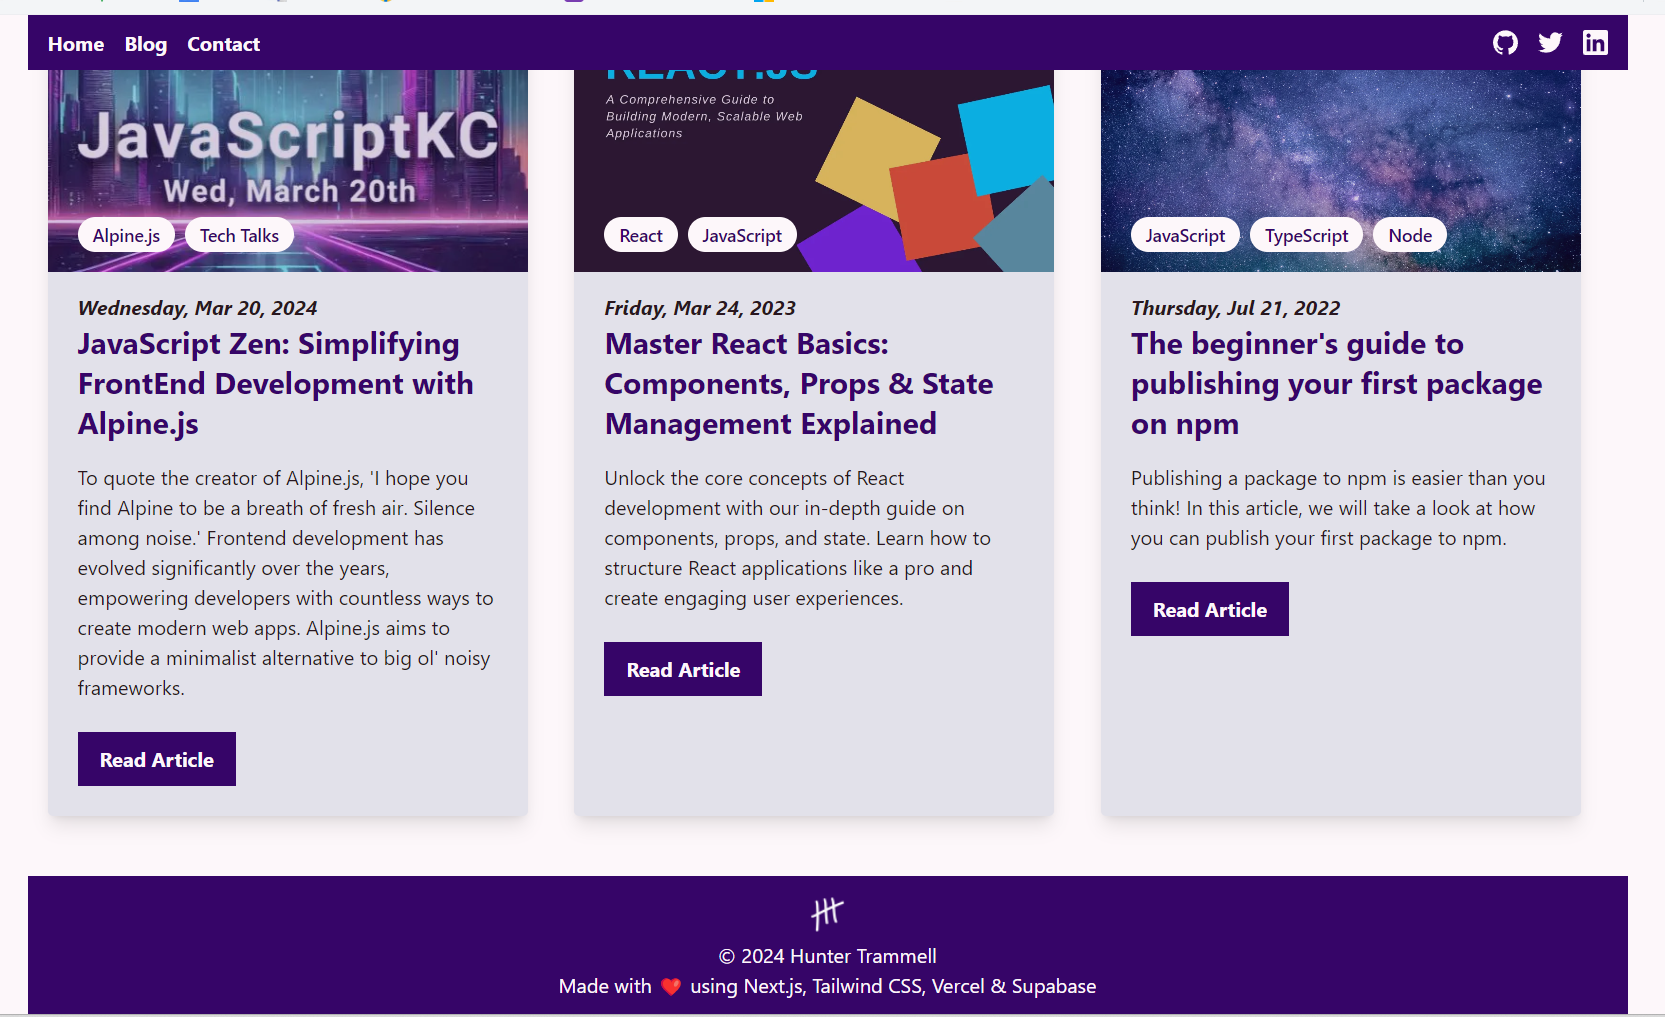 Home Blog Contact
REACT.JS
JavaScriptKC
Wed, March 20th
Alpine.js Tech Talks
A Comprehensive Guide to
Building Modern, Scalable Web
Applications
React JavaScript
JavaScript TypeScript Node
Wednesday, Mar 20, 2024
JavaScript Zen: Simplifying
FrontEnd Development with
Alpine.js
To quote the creator of Alpine.js, 'I hope you
find Alpine to be a breath of fresh air. Silence
among noise.' Frontend development has
evolved significantly over the years,
empowering developers with countless ways to
create modern web apps. Alpine.js aims to
provide a minimalist alternative to big ol' noisy
frameworks.
Read Article
Friday, Mar 24, 2023
Master React Basics:
Components, Props & State
Management Explained
Unlock the core concepts of React
development with our in-depth guide on
components, props, and state. Learn how to
structure React applications like a pro and
create engaging user experiences.
Read Article
Thursday, Jul 21, 2022
The beginner's guide to
publishing your first package
on npm
Publishing a package to npm is easier than you
think! In this article, we will take a look at how
you can publish your first package to npm.
Read Article
© 2024 Hunter Trammell
Made with ❤️ using Next.js, Tailwind CSS, Vercel & Supabase